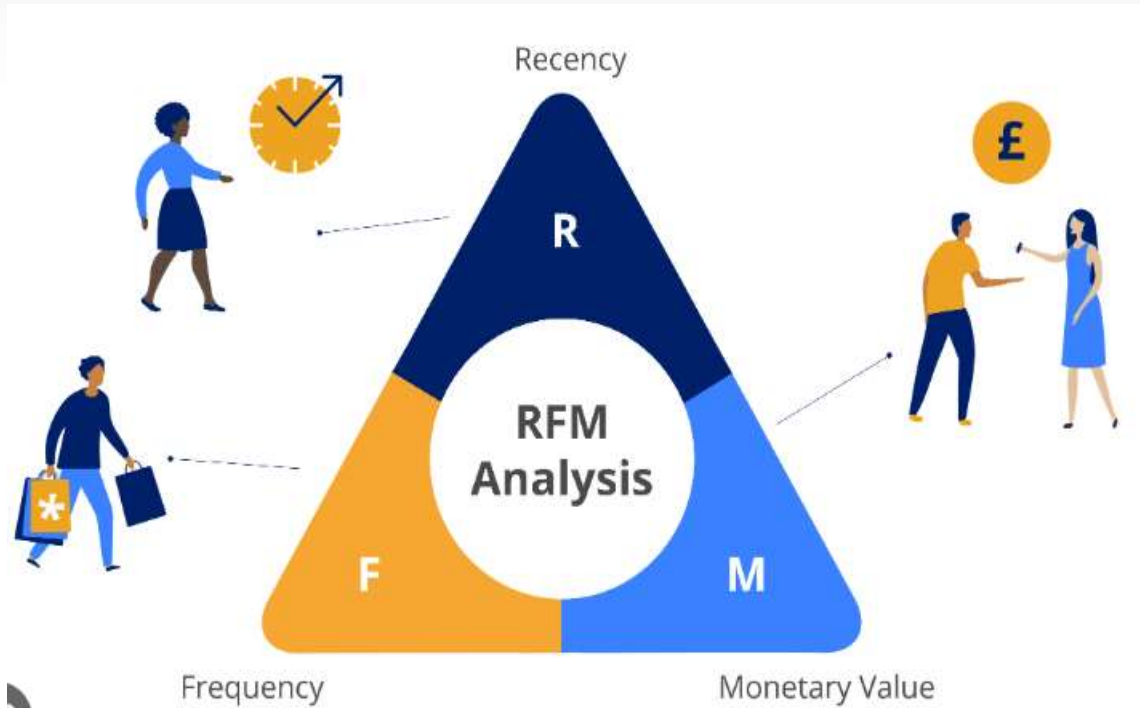 Recency
£
R
RFM
Analysis
*
F
M
Frequency
Monetary Value